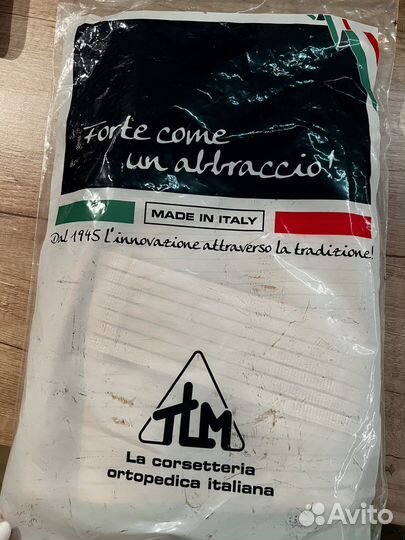 Forte come
un abbraccio!
MADE IN ITALY
Dal 1945 l'innovazione attraverso la tradizione!
TLM
La corsetteria
ortopedica italiana
Avito